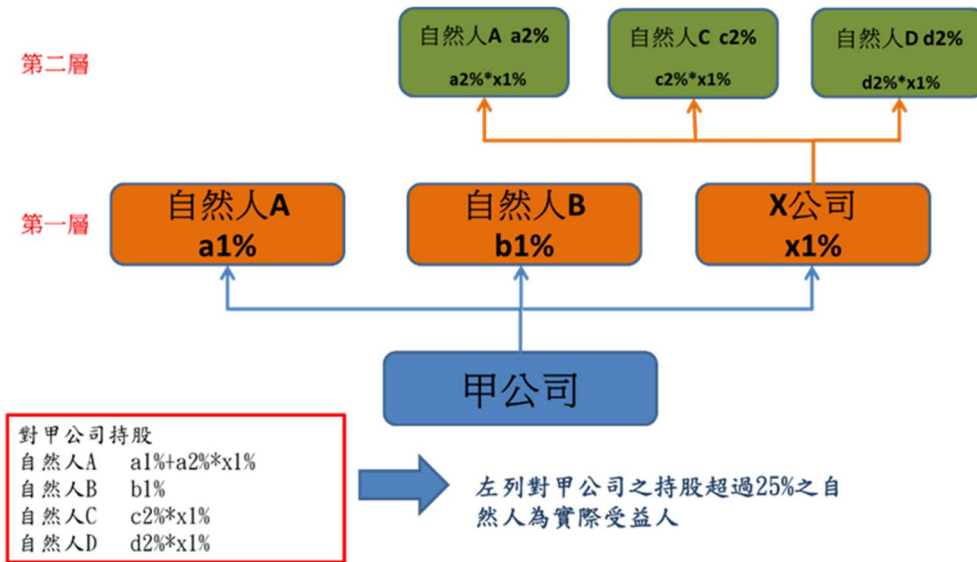 第二層
自然人A a2%
a2%*x1%
自然人C c2%
c2%*x1%
自然人D d2%
d2%*x1%
第一層
自然人A
a1%
自然人B
b1%
X公司
x1%
甲公司
對甲公司持股
自然人A a1%+a2%*x1%
自然人B b1%
自然人C c2%*x1%
自然人D d2%*x1%
左列對甲公司之持股超過25%之自
然人為實際受益人